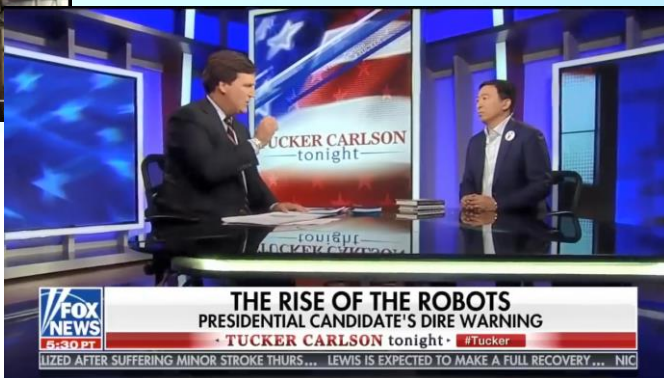 TUCKER CARLSON
tonight
FOX
NEWS
5:30 PT
THE RISE OF THE ROBOTS
PRESIDENTIAL CANDIDATE'S DIRE WARNING
TUCKER CARLSON tonight · #Tucker
LIZED AFTER SUFFERING MINOR STROKE THURS... LEWIS IS EXPECTED TO MAKE A FULL RECOVERY... NIC